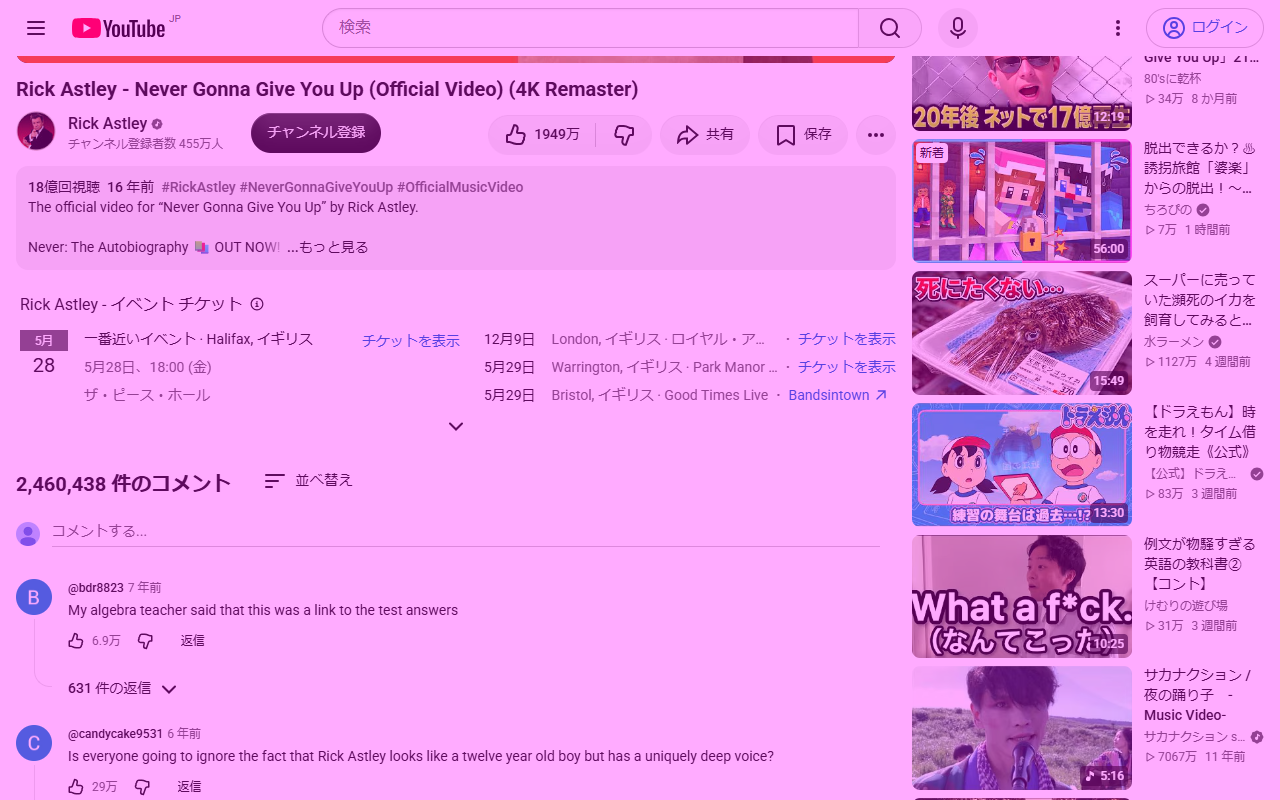 YouTube JP
検索
ログイン
Rick Astley - Never Gonna Give You Up (Official Video) (4K Remaster)
Rick Astley
チャンネル登録者数 455万人
チャンネル登録
1949万
共有
保存
18億回視聴 16 年前 #RickAstley #NeverGonnaGiveYouUp #OfficialMusicVideo
The official video for “Never Gonna Give You Up” by Rick Astley.
Never: The Autobiography 📚 OUT NOW! ...もっと見る
Rick Astley - イベント チケット
5月
28
一番近いイベント · Halifax, イギリス
チケットを表示
5月28日、18:00 (金)
ザ・ピース・ホール
12月9日 London, イギリス · ロイヤル・ア... · チケットを表示
5月29日 Warrington, イギリス · Park Manor ... · チケットを表示
5月29日 Bristol, イギリス · Good Times Live · Bandsintown
2,460,438 件のコメント
並べ替え
コメントする...
B
@bdr8823 7 年前
My algebra teacher said that this was a link to the test answers
6.9万 返信
631 件の返信
C
@candycake9531 6 年前
Is everyone going to ignore the fact that Rick Astley looks like a twelve year old boy but has a uniquely deep voice?
29万 返信
20年後 ネットで17億再生
12:19
Give You Up」21...
80'sに乾杯
34万 8 か月前
新着
56:00
脱出できるか？♨
誘拐旅館「婆楽」
からの脱出！～...
ちろぴの
7万 1 時間前
死にたくない…
15:49
スーパーに売って
いた瀕死のイカを
飼育してみると...
水ラーメン
1127万 4 週間前
ドラえもん
練習の舞台は過去…!?
13:30
【ドラえもん】時
を走れ！タイム借
り物競走《公式》
【公式】ドラえ...
83万 3 週間前
What a f*ck.
（なんてこった）
10:25
例文が物騒すぎる
英語の教科書②
【コント】
けむりの遊び場
31万 3 週間前
5:16
サカナクション /
夜の踊り子 -
Music Video-
サカナクション s...
7067万 11 年前